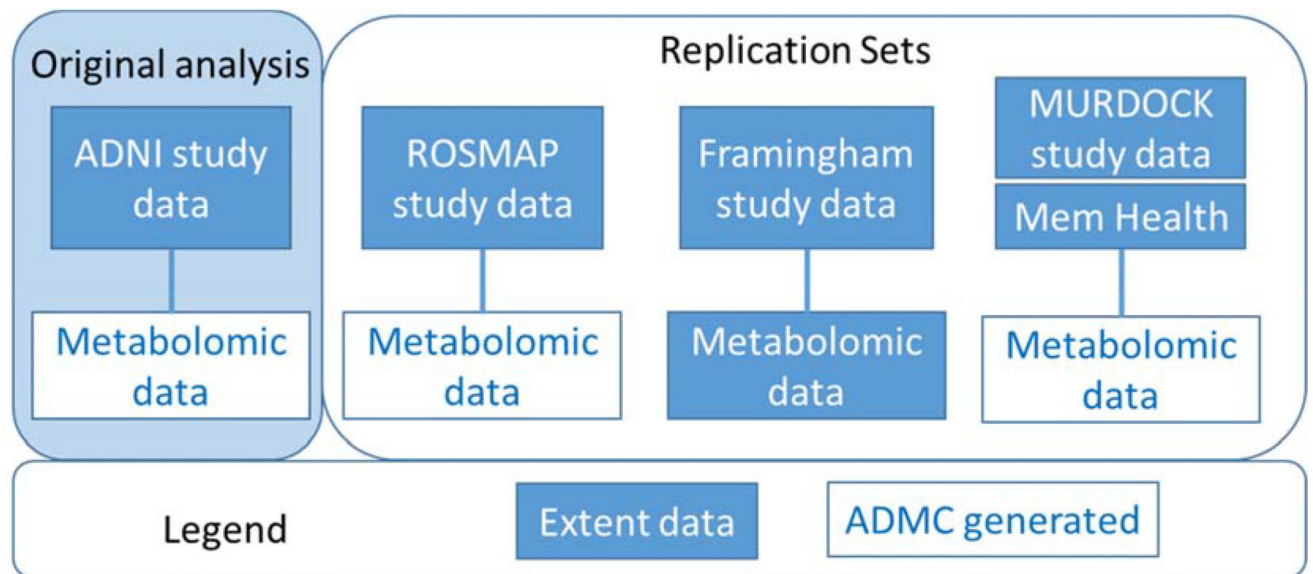 Original analysis
ADNI study
data
Metabolomic
data
Replication Sets
ROSMAP
study data
Metabolomic
data
Framingham
study data
Metabolomic
data
MURDOCK
study data
Mem Health
Metabolomic
data
Legend
Extent data
ADMC generated